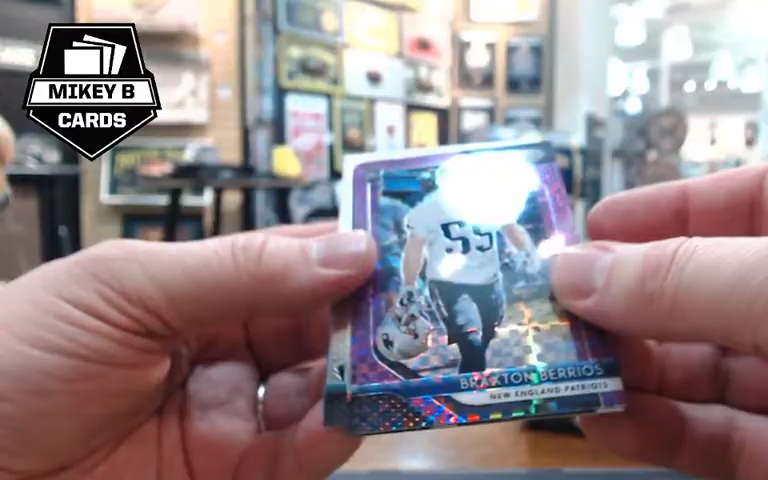 MIKEY B
CARDS
55
BRAXTON BERRIOS
NEW ENGLAND PATRIOTS